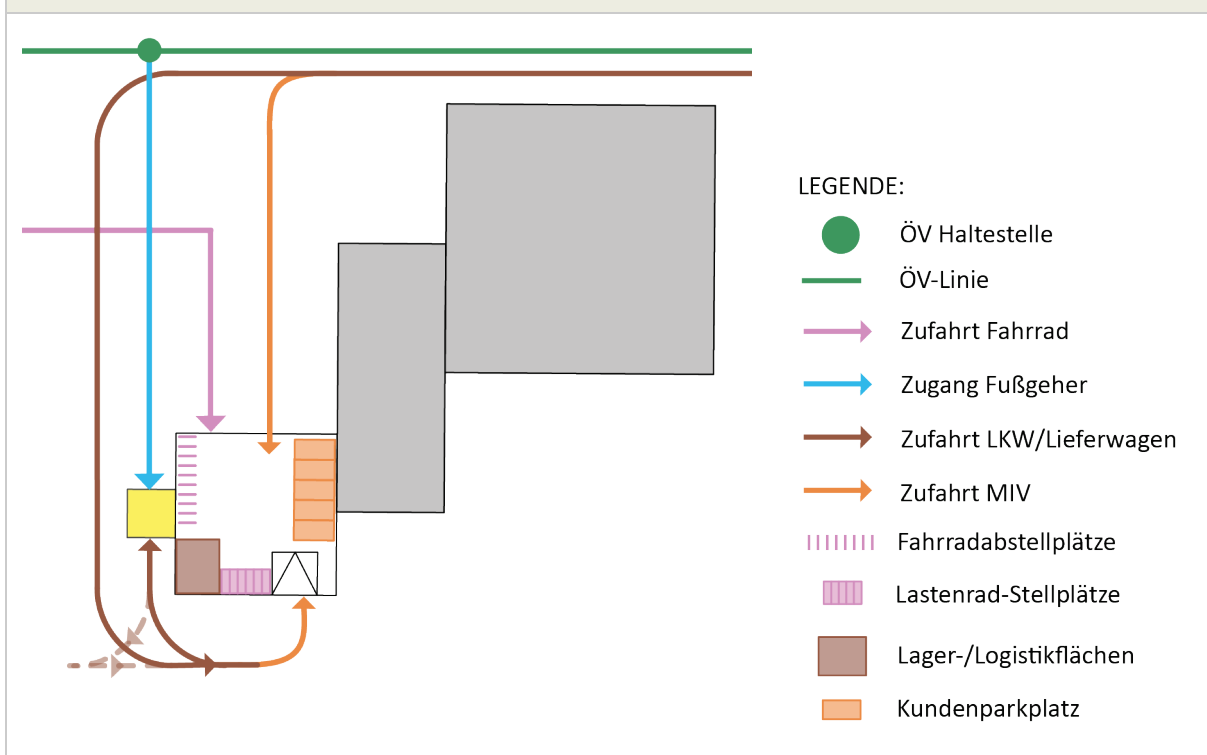 LEGENDE:
ÖV Haltestelle
ÖV-Linie
Zufahrt Fahrrad
Zugang Fußgeher
Zufahrt LKW/Lieferwagen
Zufahrt MIV
Fahrradabstellplätze
Lastenrad-Stellplätze
Lager-/Logistikflächen
Kundenparkplatz